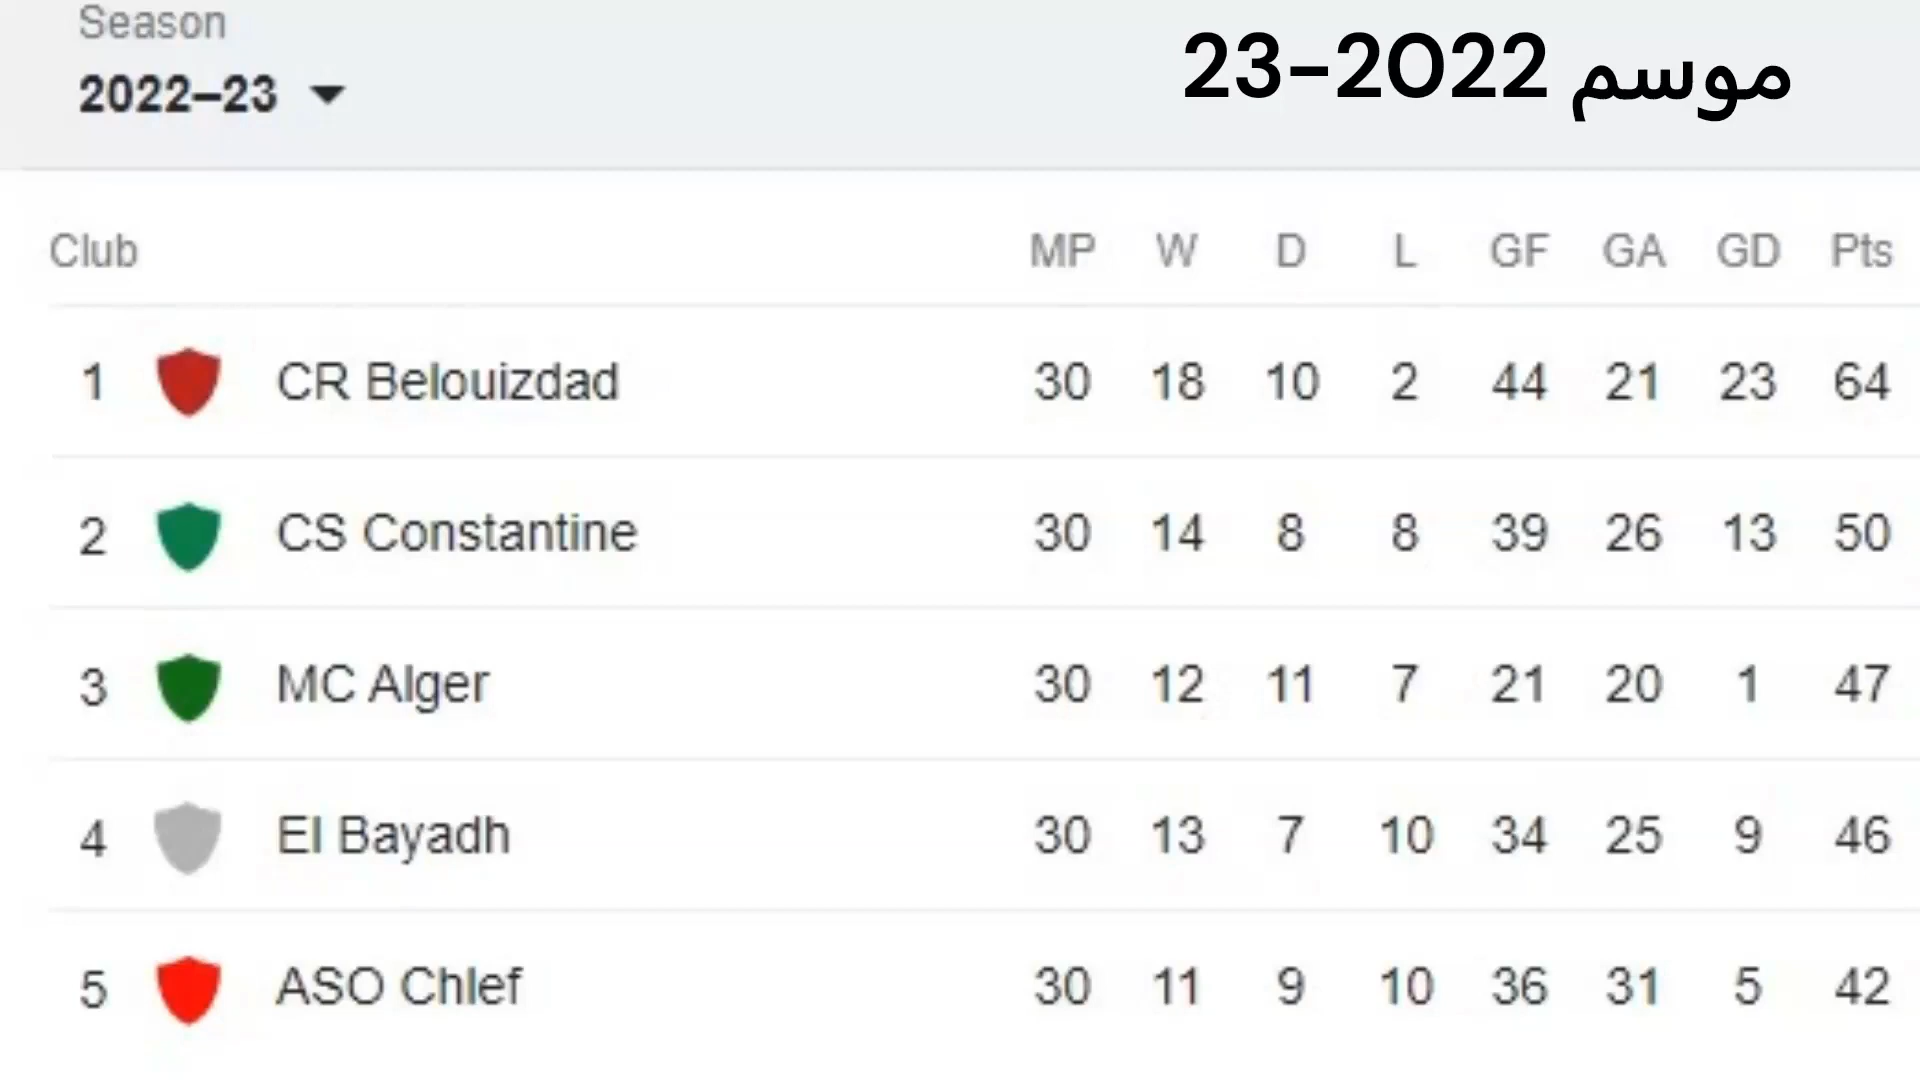 Season
2022–23
موسم 2022-23
Club MP W D L GF GA GD Pts
1 CR Belouizdad 30 18 10 2 44 21 23 64
2 CS Constantine 30 14 8 8 39 26 13 50
3 MC Alger 30 12 11 7 21 20 1 47
4 El Bayadh 30 13 7 10 34 25 9 46
5 ASO Chlef 30 11 9 10 36 31 5 42